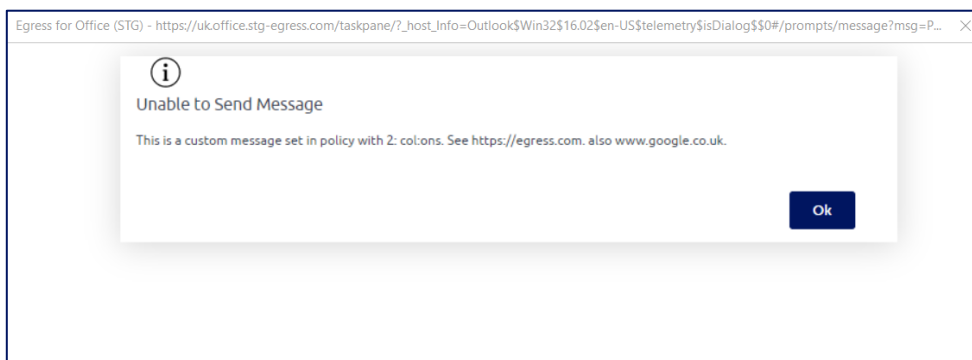 Egress for Office (STG) - https://uk.office.stg-egress.com/taskpane/?_host_Info=Outlook$Win32$16.02$en-US$telemetry$isDialog$$0#/prompts/message?msg=P...
Unable to Send Message
This is a custom message set in policy with 2: col:ons. See https://egress.com. also www.google.co.uk.
Ok